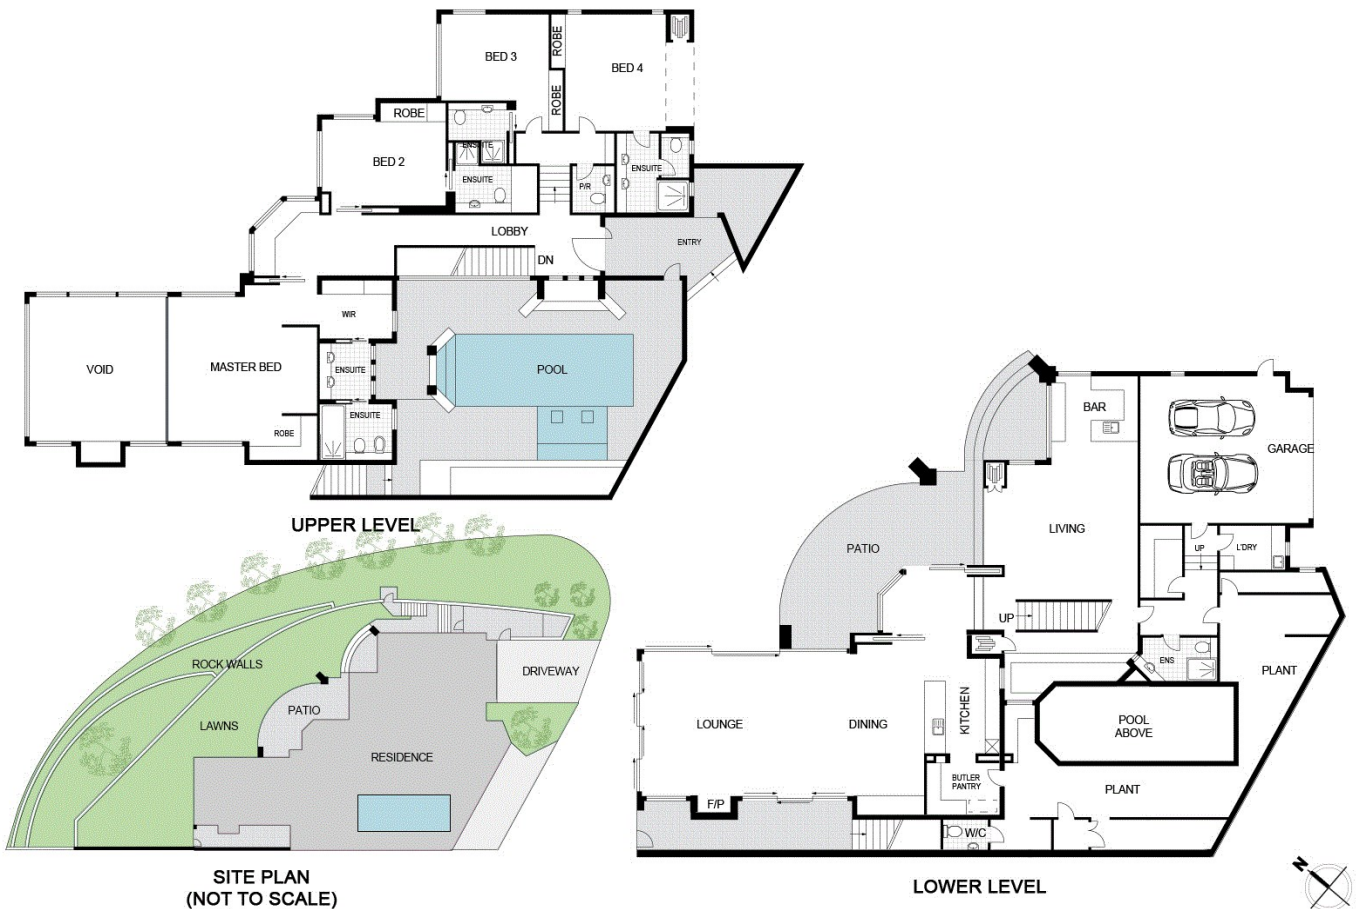 BED 3
ROBE
ROBE
BED 4
ROBE
BED 2
ENSUITE
ENSUITE
P/R
ENSUITE
LOBBY
DN
ENTRY
WIR
VOID
MASTER BED
ENSUITE
ENSUITE
ROBE
POOL
UPPER LEVEL
ROCK WALLS
LAWNS
PATIO
DRIVEWAY
RESIDENCE
SITE PLAN
(NOT TO SCALE)
BAR
GARAGE
LIVING
PATIO
UP
L'DRY
UP
ENS
PLANT
LOUNGE
DINING
KITCHEN
POOL
ABOVE
BUTLER
PANTRY
PLANT
F/P
W/C
LOWER LEVEL
N